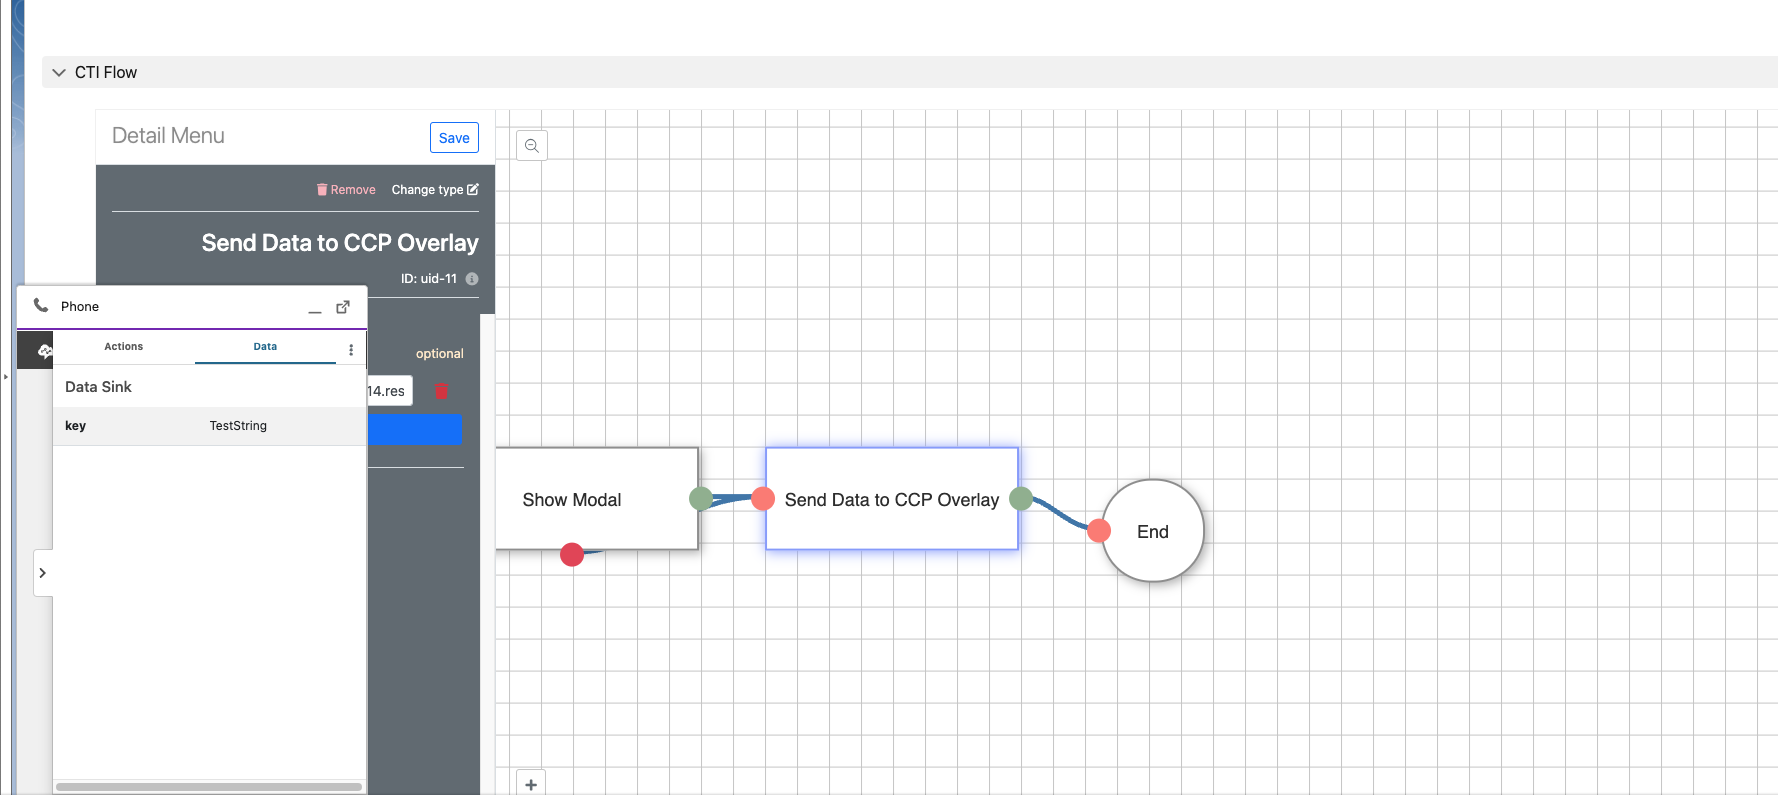 CTI Flow
Detail Menu
Save
Remove
Change type
Send Data to CCP Overlay
ID: uid-11
optional
14.res
Phone
Actions
Data
Data Sink
key
TestString
Show Modal
Send Data to CCP Overlay
End